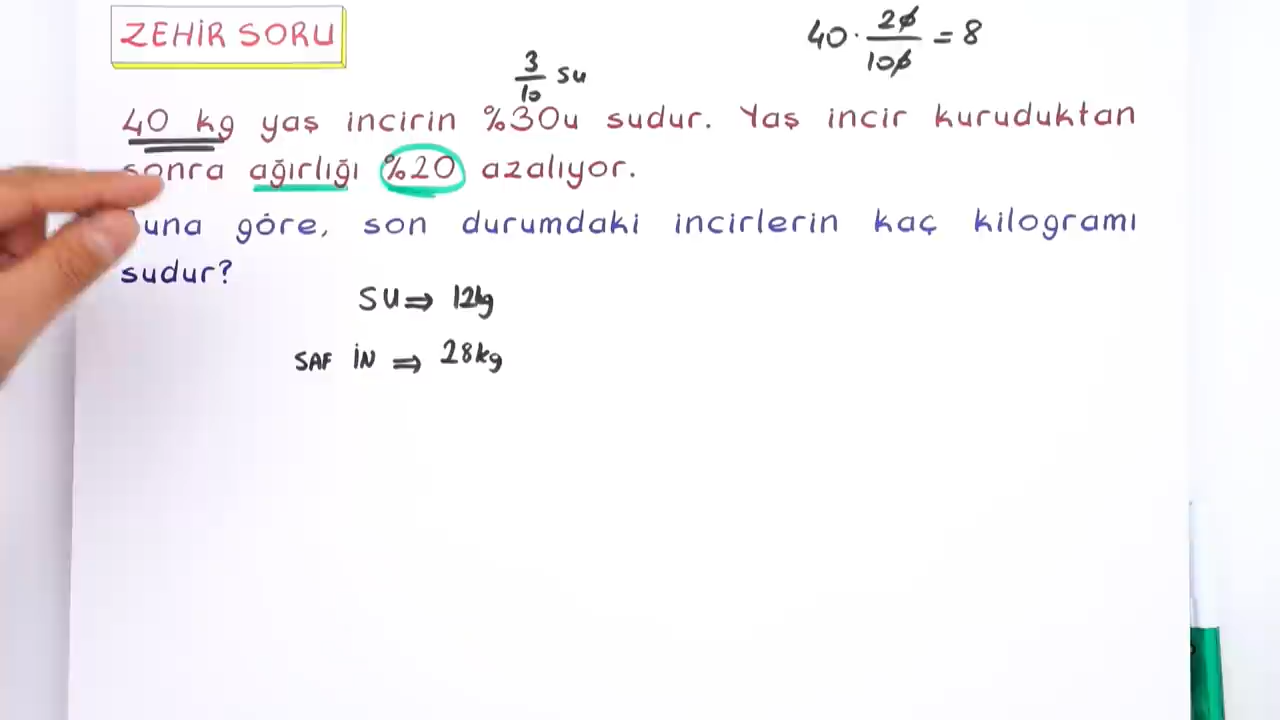 ZEHİR SORU
40 · 20/100 = 8
3/10 su
40 kg yaş incirin %30u sudur. Yaş incir kuruduktan
sonra ağırlığı %20 azalıyor.
una göre, son durumdaki incirlerin kaç kilogramı
sudur?
SU ⇒ 12kg
SAF İN ⇒ 28kg